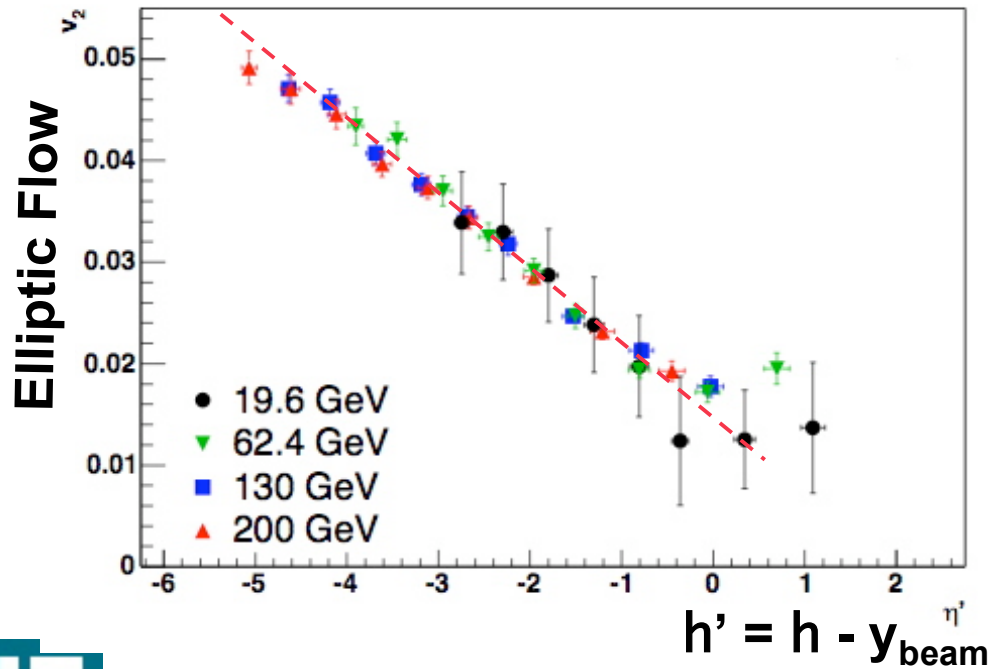 v2
0.05
0.04
0.03
0.02
0.01
0
Elliptic Flow
19.6 GeV
62.4 GeV
130 GeV
200 GeV
-6 -5 -4 -3 -2 -1 0 1 2
η'
h' = h - ybeam